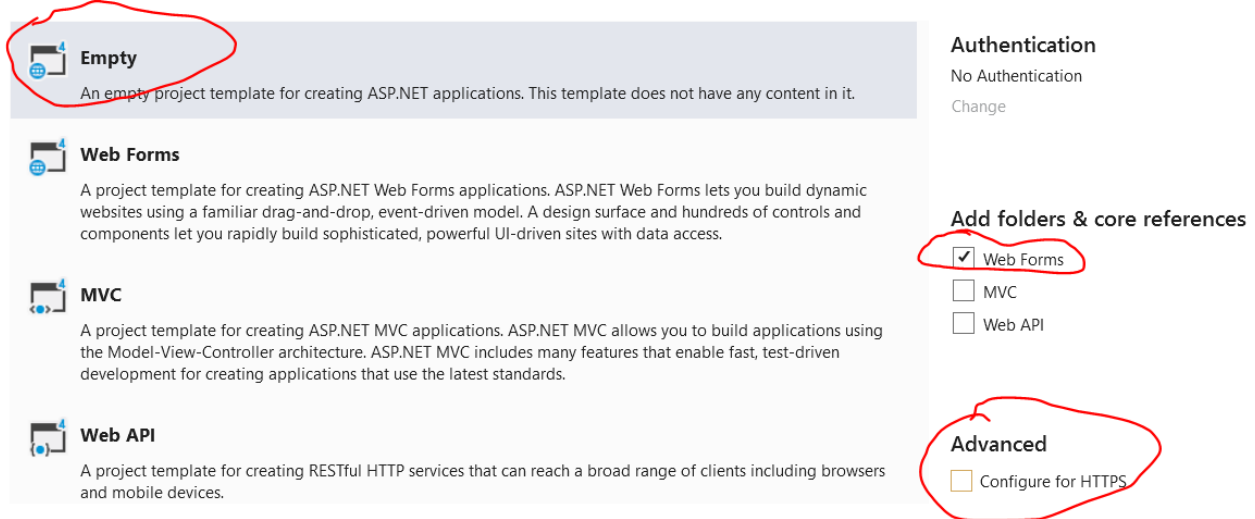 Empty
An empty project template for creating ASP.NET applications. This template does not have any content in it.
Web Forms
A project template for creating ASP.NET Web Forms applications. ASP.NET Web Forms lets you build dynamic
websites using a familiar drag-and-drop, event-driven model. A design surface and hundreds of controls and
components let you rapidly build sophisticated, powerful UI-driven sites with data access.
MVC
A project template for creating ASP.NET MVC applications. ASP.NET MVC allows you to build applications using
the Model-View-Controller architecture. ASP.NET MVC includes many features that enable fast, test-driven
development for creating applications that use the latest standards.
Web API
A project template for creating RESTful HTTP services that can reach a broad range of clients including browsers
and mobile devices.
Authentication
No Authentication
Change
Add folders & core references
Web Forms
MVC
Web API
Advanced
Configure for HTTPS